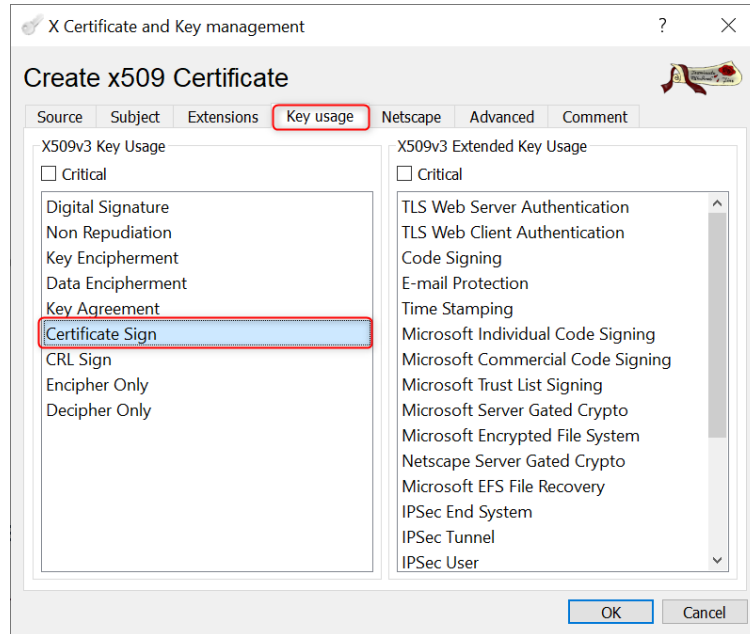 X Certificate and Key management
?
Create x509 Certificate
Source Subject Extensions Key usage Netscape Advanced Comment
X509v3 Key Usage
Critical
Digital Signature
Non Repudiation
Key Encipherment
Data Encipherment
Key Agreement
Certificate Sign
CRL Sign
Encipher Only
Decipher Only
X509v3 Extended Key Usage
Critical
TLS Web Server Authentication
TLS Web Client Authentication
Code Signing
E-mail Protection
Time Stamping
Microsoft Individual Code Signing
Microsoft Commercial Code Signing
Microsoft Trust List Signing
Microsoft Server Gated Crypto
Microsoft Encrypted File System
Netscape Server Gated Crypto
Microsoft EFS File Recovery
IPSec End System
IPSec Tunnel
IPSec User
OK Cancel